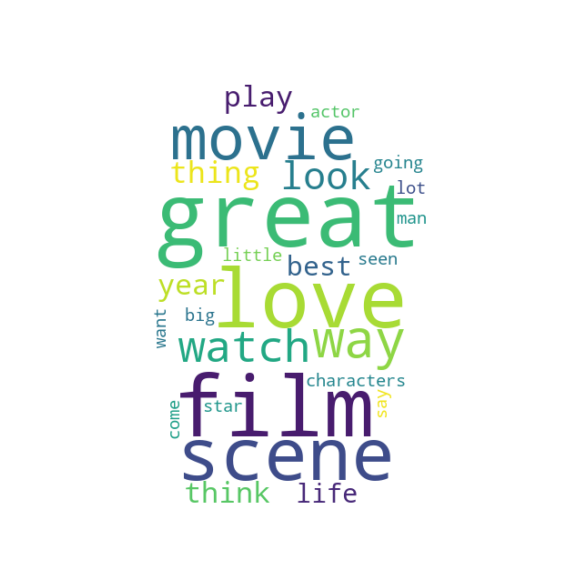 play
actor
movie
thing
look
going
lot
great
man
little
best
seen
year
love
want
big
watch
way
film
characters
come
star
say
scene
think
life